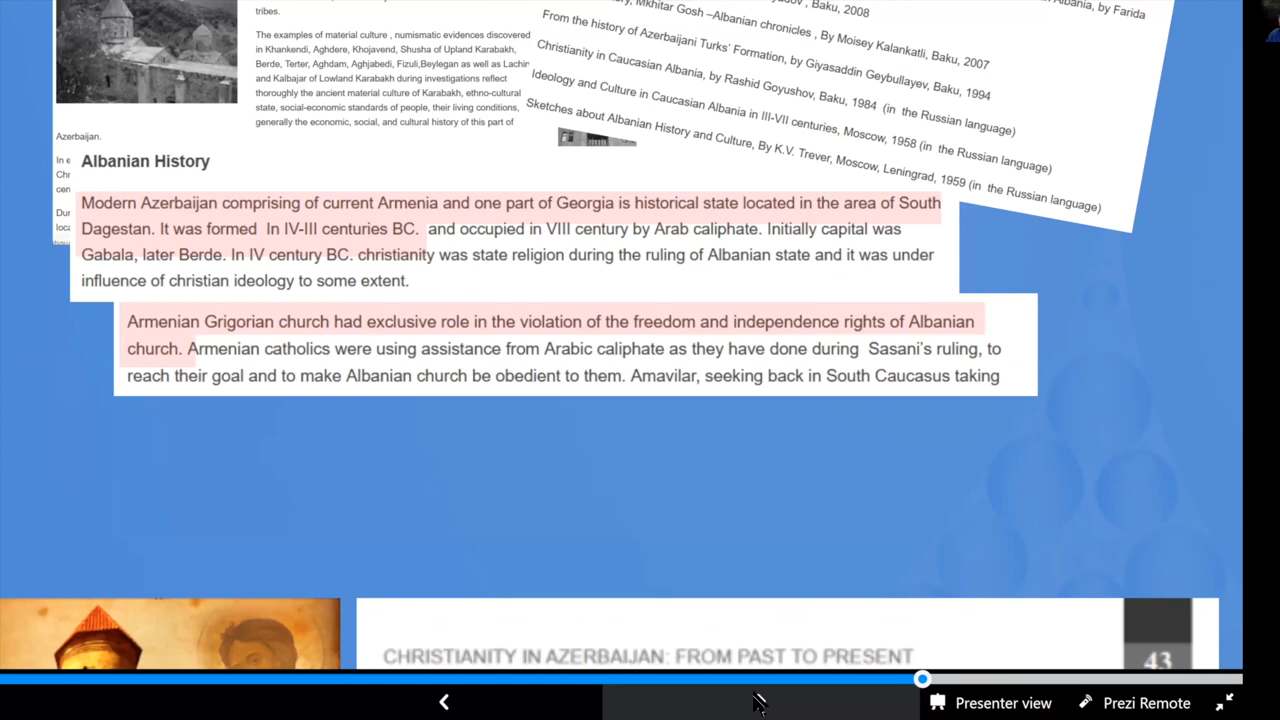 tribes.
The examples of material culture , numismatic evidences discovered
in Khankendi, Aghdere, Khojavend, Shusha of Upland Karabakh,
Berde, Terter, Aghdam, Aghjabedi, Fizuli,Beylegan as well as Lachin
and Kalbajar of Lowland Karabakh during investigations reflect
thoroughly the ancient material culture of Karabakh, ethno-cultural
state, social-economic standards of people, their living conditions,
generally the economic, social, and cultural history of this part of
Azerbaijan.
In e
Chr
cen
Dur
loca
Albania, by Farida
, Baku, 2008
Mkhitar Gosh –Albanian chronicles , By Moisey Kalankatli, Baku, 2007
From the history of Azerbaijani Turks' Formation, by Giyasaddin Geybullayev, Baku, 1994
Christianity in Caucasian Albania, by Rashid Goyushov, Baku, 1984 (in the Russian language)
Ideology and Culture in Caucasian Albania in III-VII centuries, Moscow, 1958 (in the Russian language)
Sketches about Albanian History and Culture, By K.V. Trever, Moscow, Leningrad, 1959 (in the Russian language)
Albanian History
Modern Azerbaijan comprising of current Armenia and one part of Georgia is historical state located in the area of South
Dagestan. It was formed In IV-III centuries BC. and occupied in VIII century by Arab caliphate. Initially capital was
Gabala, later Berde. In IV century BC. christianity was state religion during the ruling of Albanian state and it was under
influence of christian ideology to some extent.
Armenian Grigorian church had exclusive role in the violation of the freedom and independence rights of Albanian
church. Armenian catholics were using assistance from Arabic caliphate as they have done during Sasani's ruling, to
reach their goal and to make Albanian church be obedient to them. Amavilar, seeking back in South Caucasus taking
CHRISTIANITY IN AZERBAIJAN: FROM PAST TO PRESENT
43
Presenter view
Prezi Remote